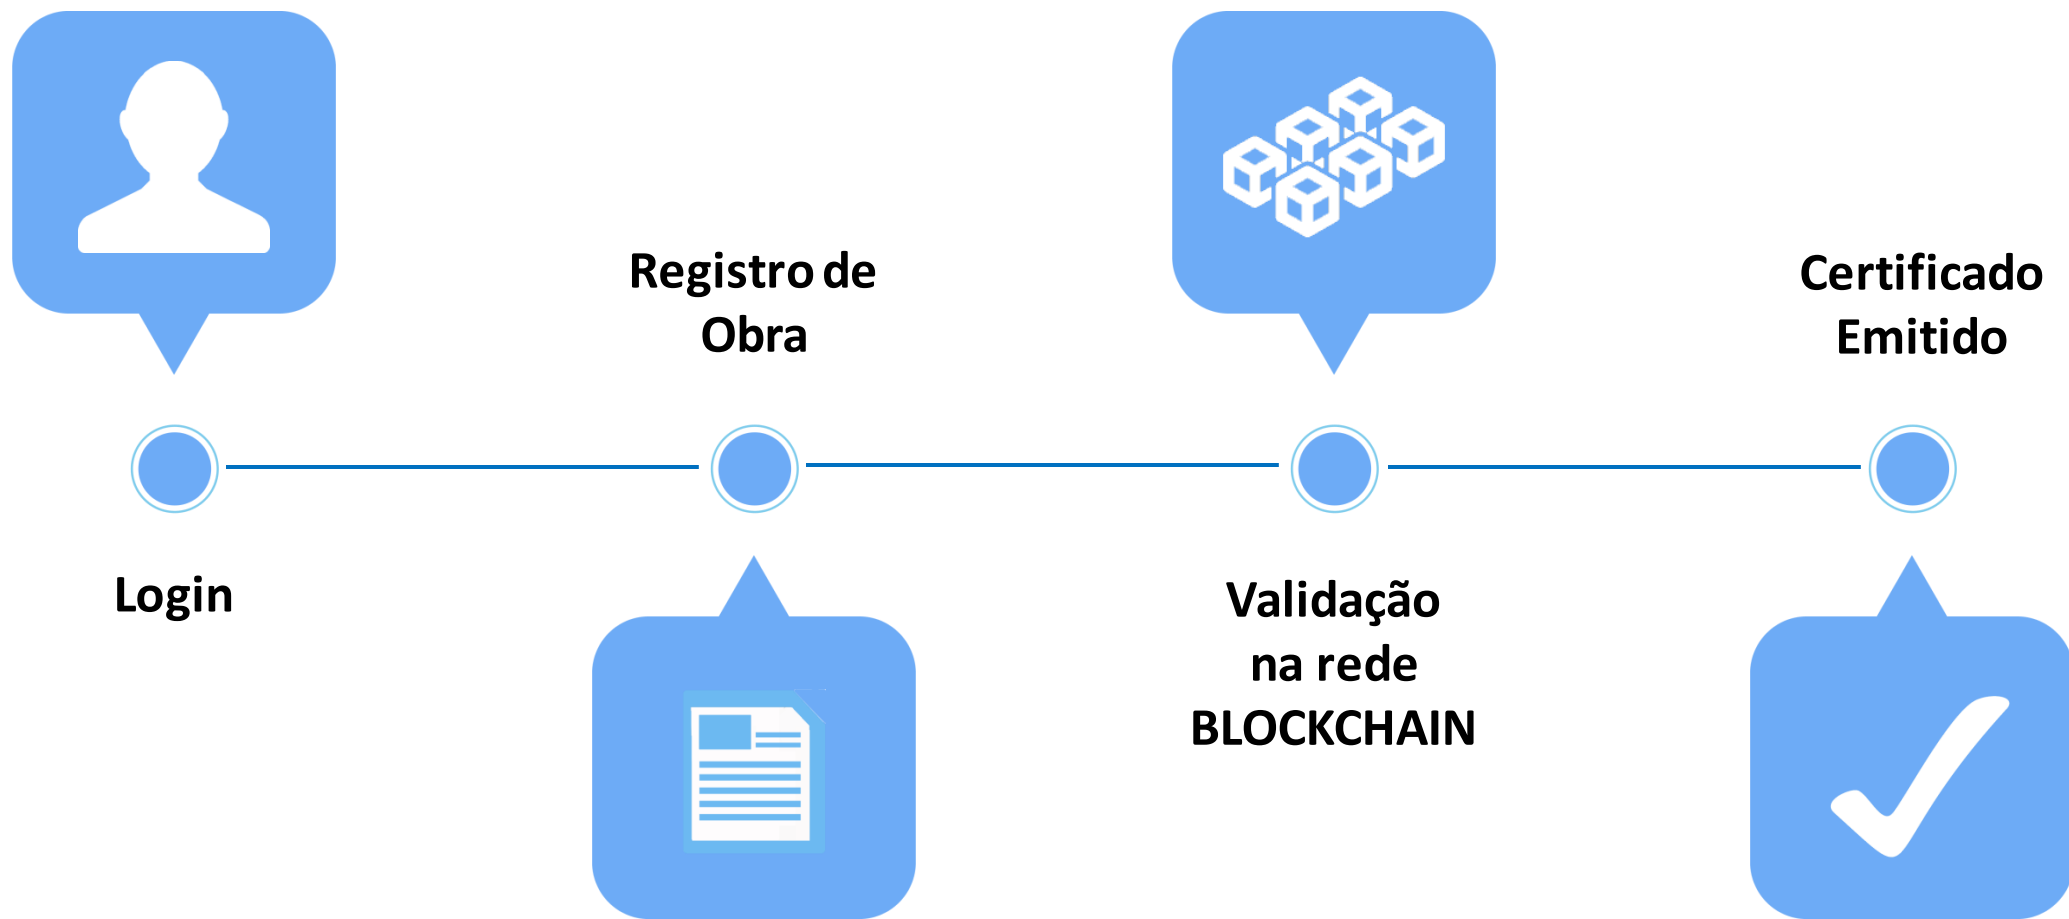 Login
Registro de
Obra
Validação
na rede
BLOCKCHAIN
Certificado
Emitido